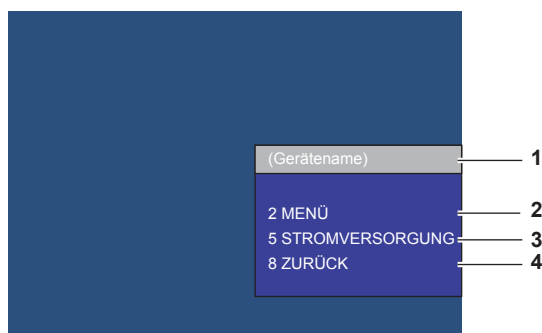 (Gerätename) 1
2 MENÜ 2
5 STROMVERSORGUNG 3
8 ZURÜCK 4